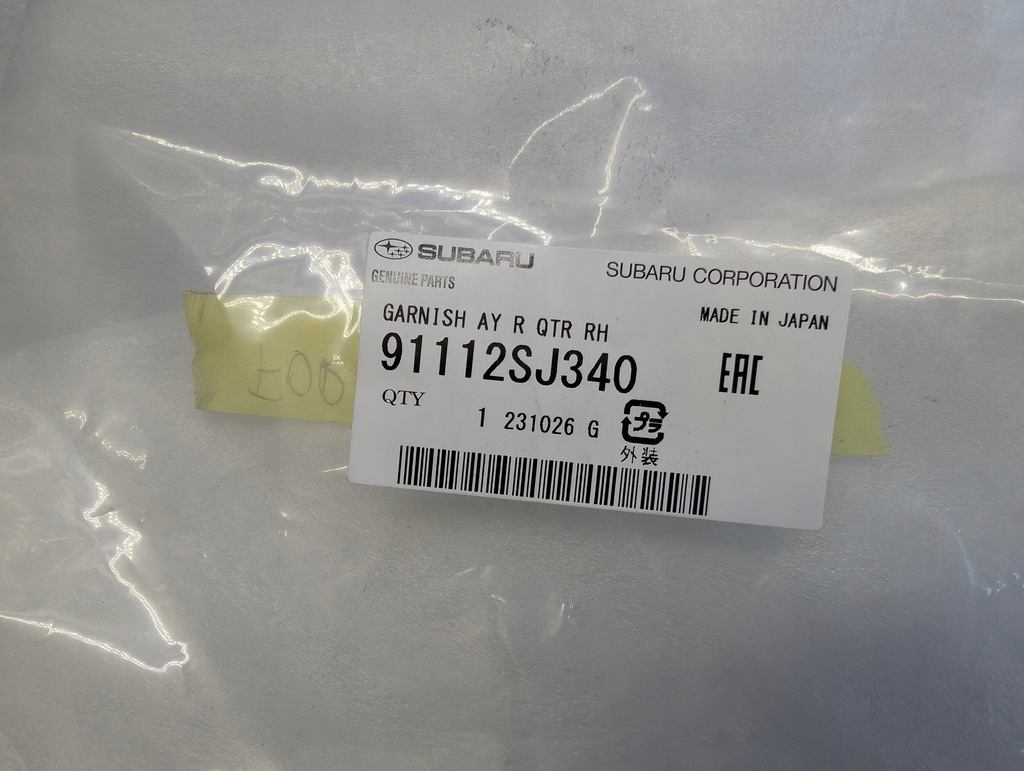 SUBARU
GENUINE PARTS
SUBARU CORPORATION
GARNISH AY R QTR RH
MADE IN JAPAN
91112SJ340
EAC
QTY
1 231026 G
プラ
外装